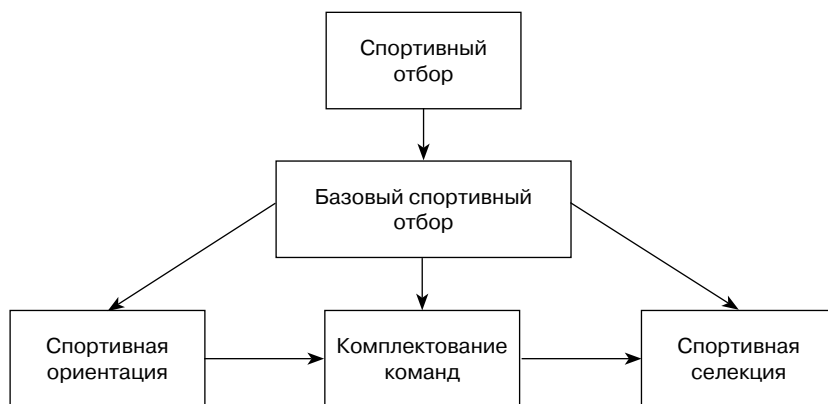 Спортивный
отбор
Базовый спортивный
отбор
Спортивная
ориентация
Комплектование
команд
Спортивная
селекция